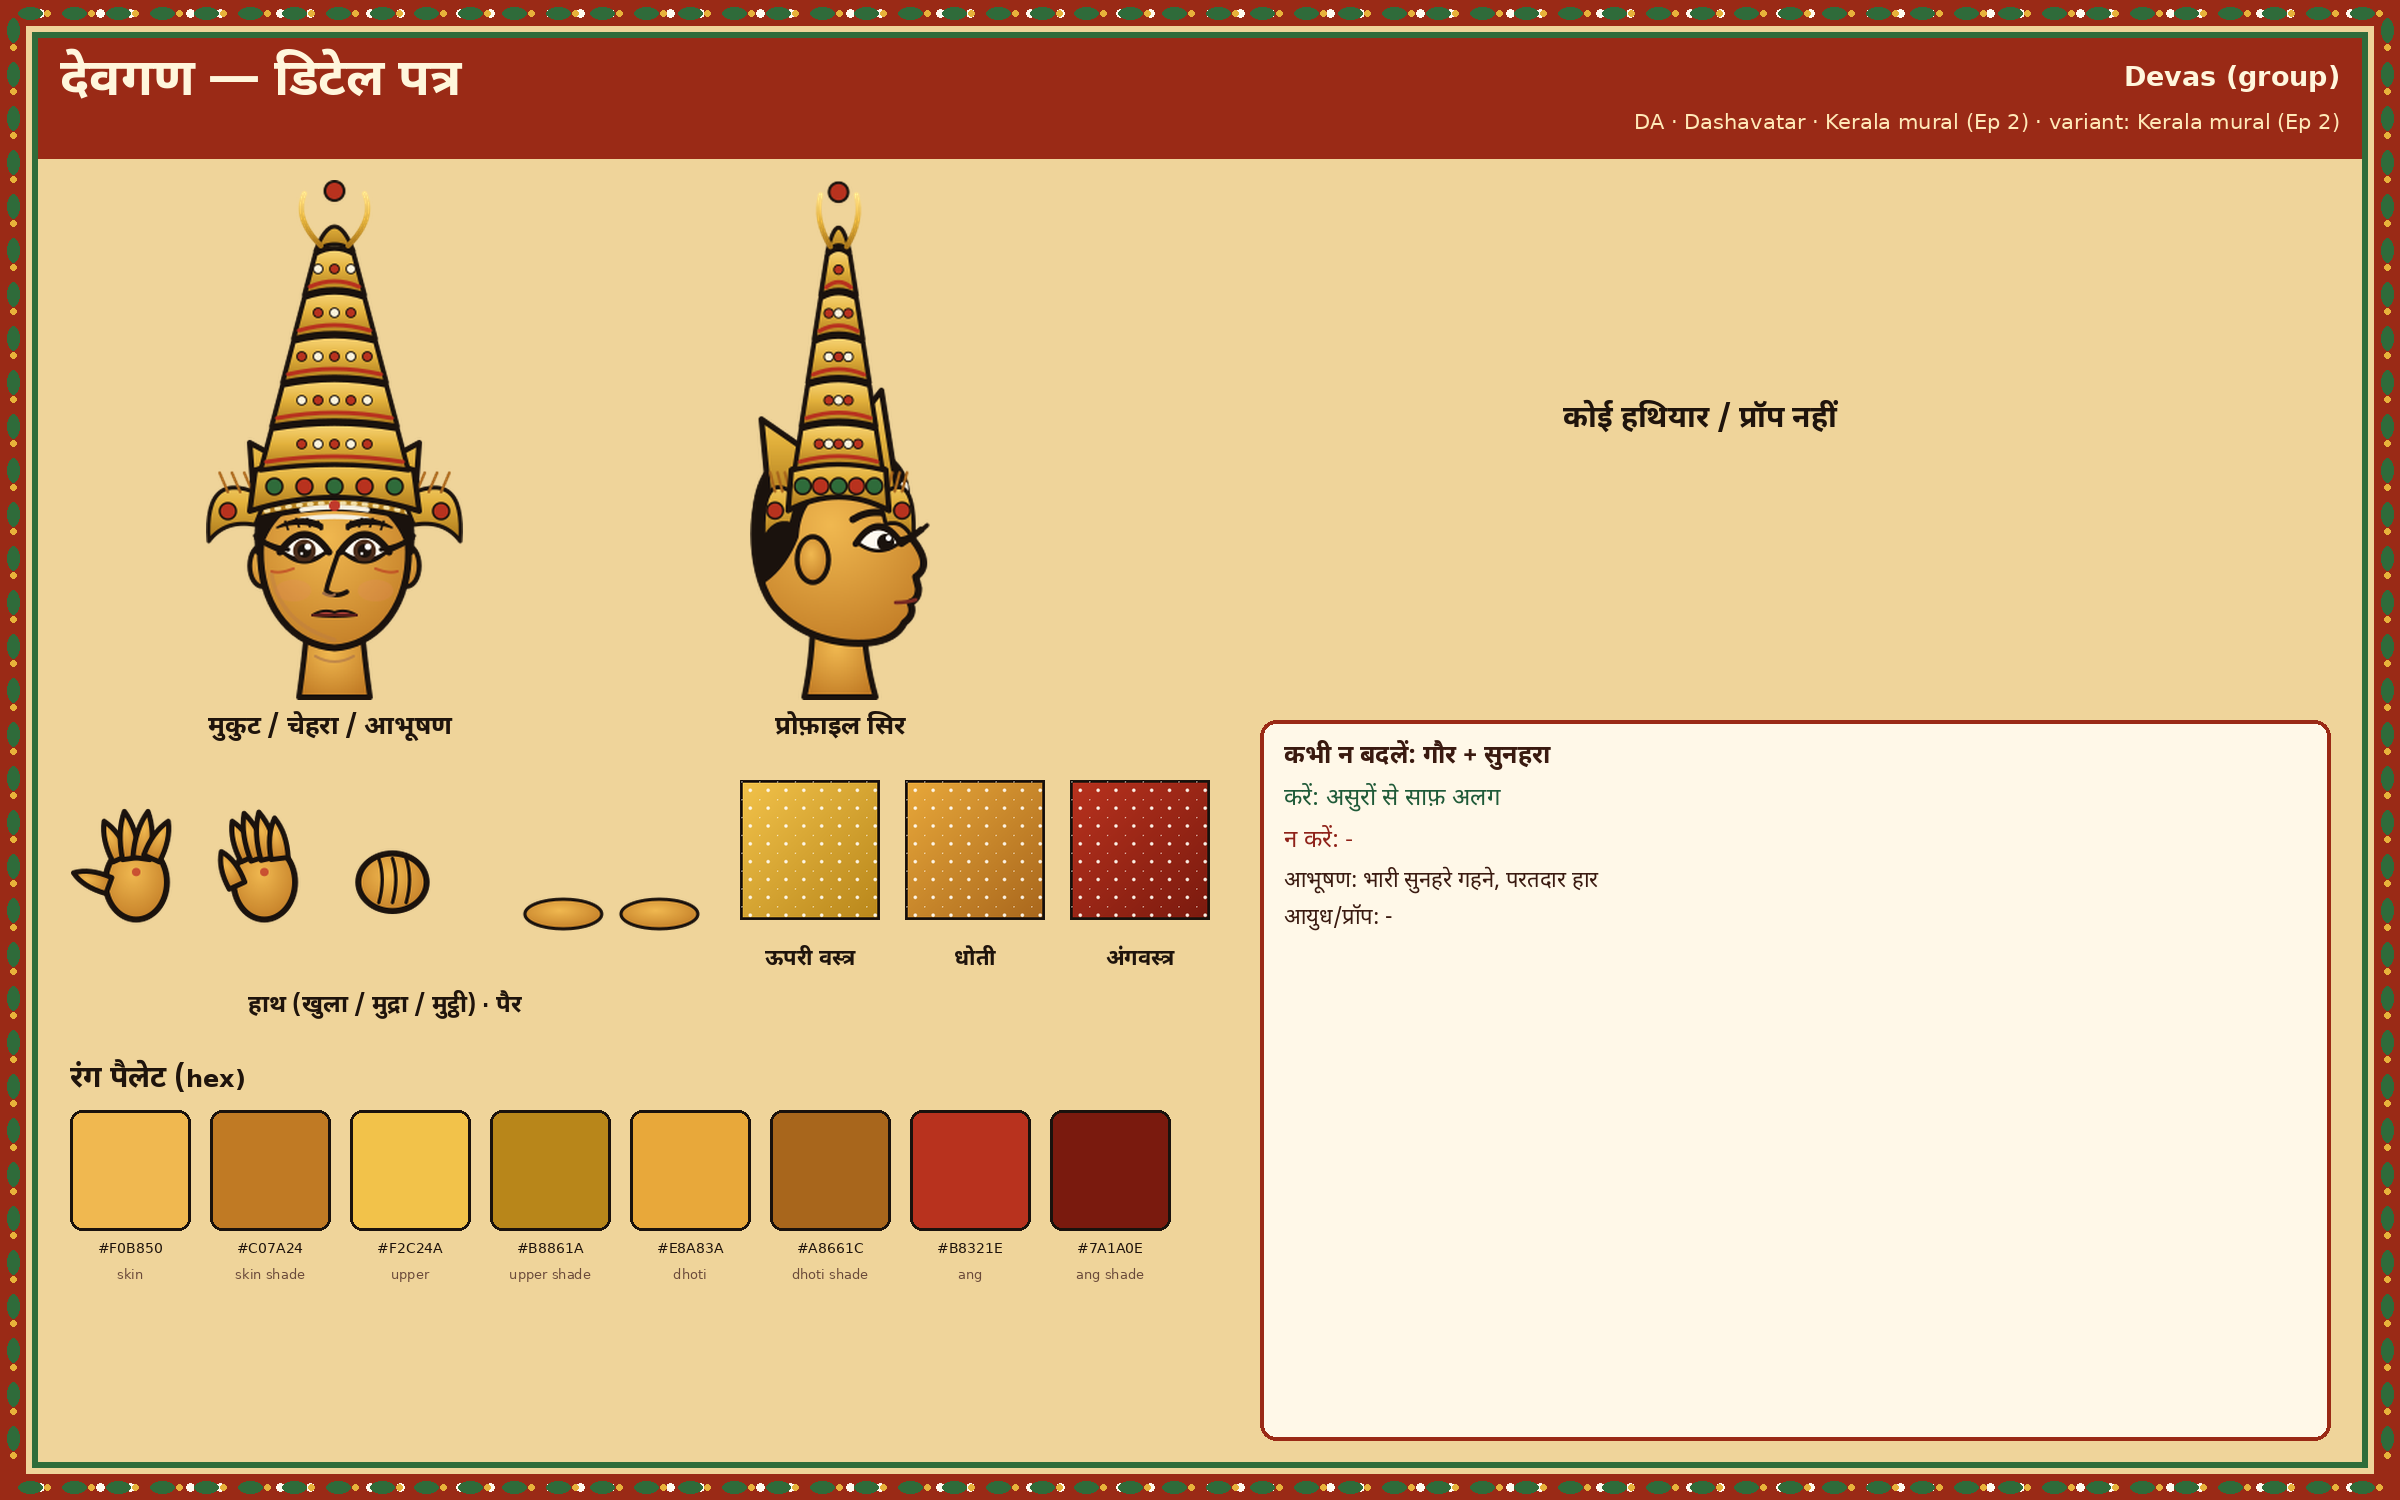 देवगण — डिटेल पत्र
Devas (group)
DA · Dashavatar · Kerala mural (Ep 2) · variant: Kerala mural (Ep 2)
कोई हथियार / प्रॉप नहीं
मुकुट / चेहरा / आभूषण
प्रोफ़ाइल सिर
कभी न बदलें: गौर + सुनहरा
करें: असुरों से साफ़ अलग
न करें: -
आभूषण: भारी सुनहरे गहने, परतदार हार
आयुध/प्रॉप: -
ऊपरी वस्त्र
धोती
अंगवस्त्र
हाथ (खुला / मुद्रा / मुट्ठी) · पैर
रंग पैलेट (hex)
#F0B850
#C07A24
#F2C24A
#B8861A
#E8A83A
#A8661C
#B8321E
#7A1A0E
skin
skin shade
upper
upper shade
dhoti
dhoti shade
ang
ang shade